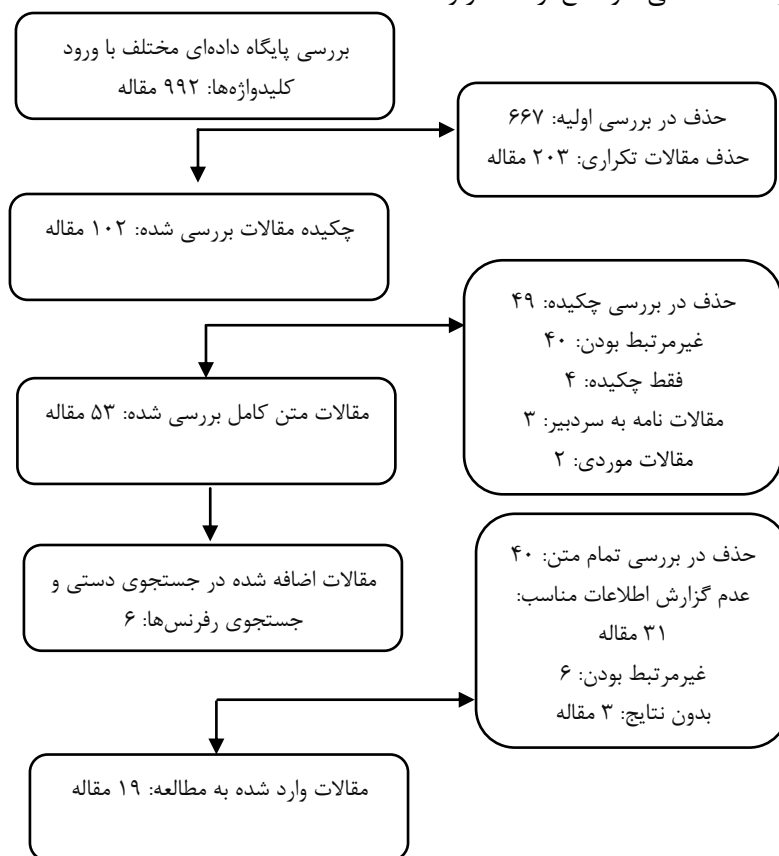 بررسی پایگاه داده‌ای مختلف با ورود
کلیدواژه‌ها: ۹۹۲ مقاله
حذف در بررسی اولیه: ۶۶۷
حذف مقالات تکراری: ۲۰۳ مقاله
چکیده مقالات بررسی شده: ۱۰۲ مقاله
حذف در بررسی چکیده: ۴۹
غیرمرتبط بودن: ۴۰
فقط چکیده: ۴
مقالات نامه به سردبیر: ۳
مقالات موردی: ۲
مقالات متن کامل بررسی شده: ۵۳ مقاله
حذف در بررسی تمام متن: ۴۰
عدم گزارش اطلاعات مناسب:
۳۱ مقاله
غیرمرتبط بودن: ۶
بدون نتایج: ۳ مقاله
مقالات اضافه شده در جستجوی دستی و
جستجوی رفرنس‌ها: ۶
مقالات وارد شده به مطالعه: ۱۹ مقاله